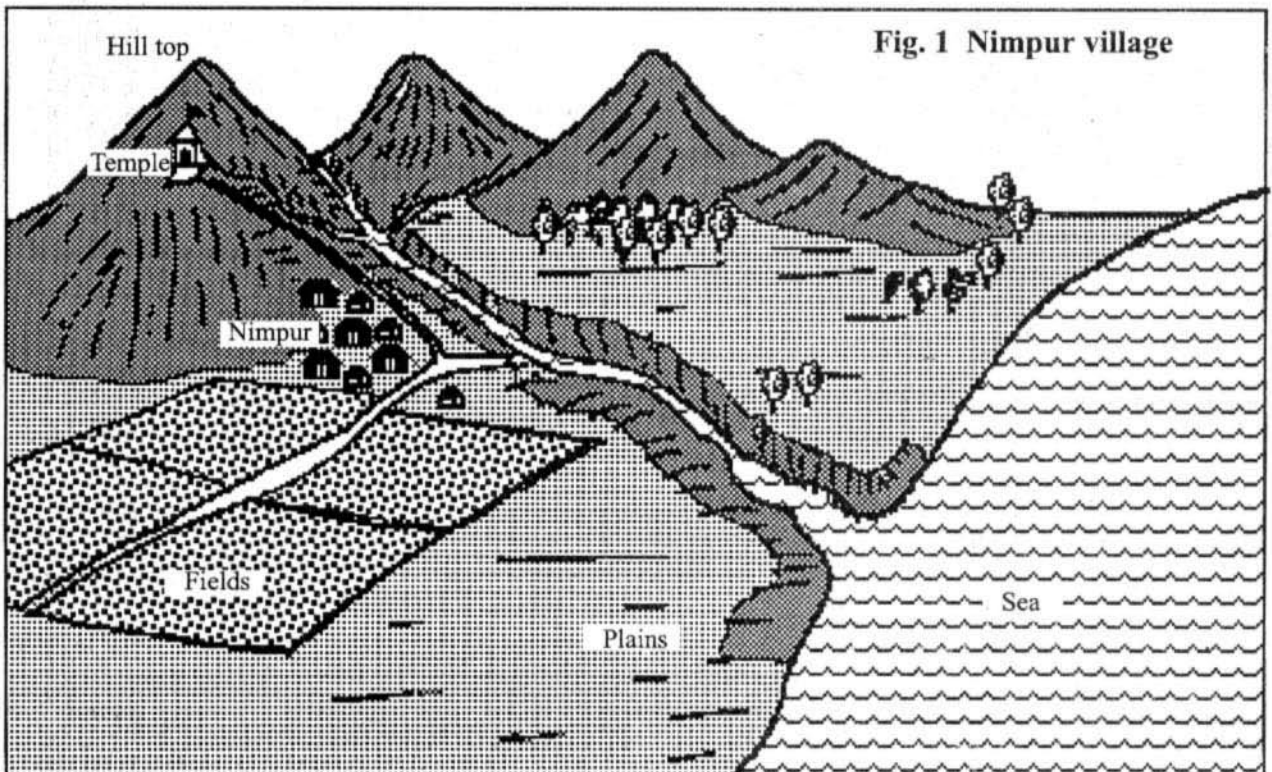 Hill top
Fig. 1 Nimpur village
Temple
Nimpur
Fields
Plains
Sea